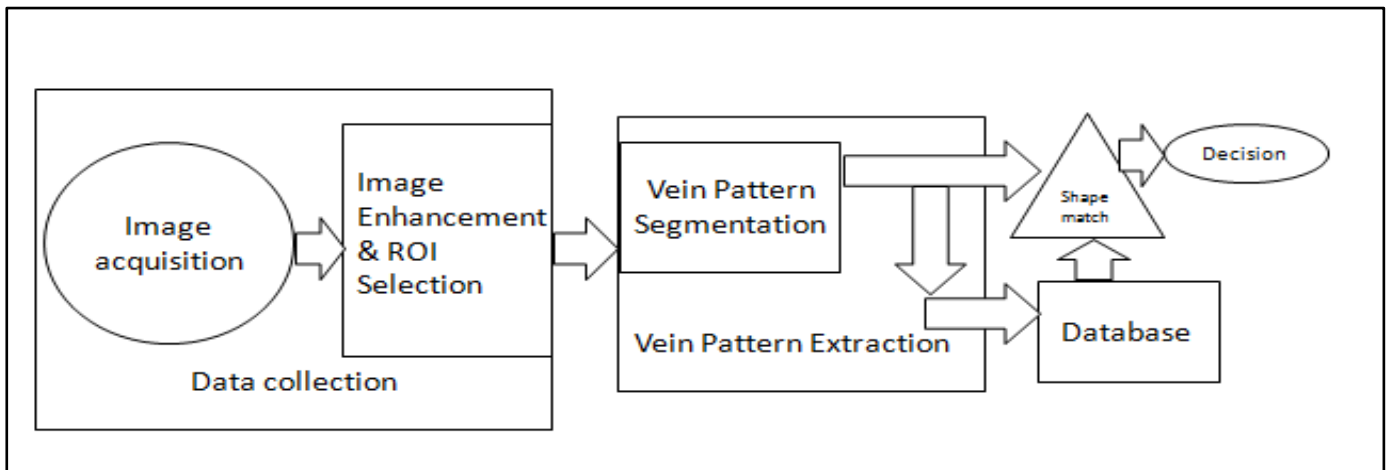 Image
acquisition
Image
Enhancement
& ROI
Selection
Data collection
Vein Pattern
Segmentation
Vein Pattern Extraction
Shape
match
Decision
Database